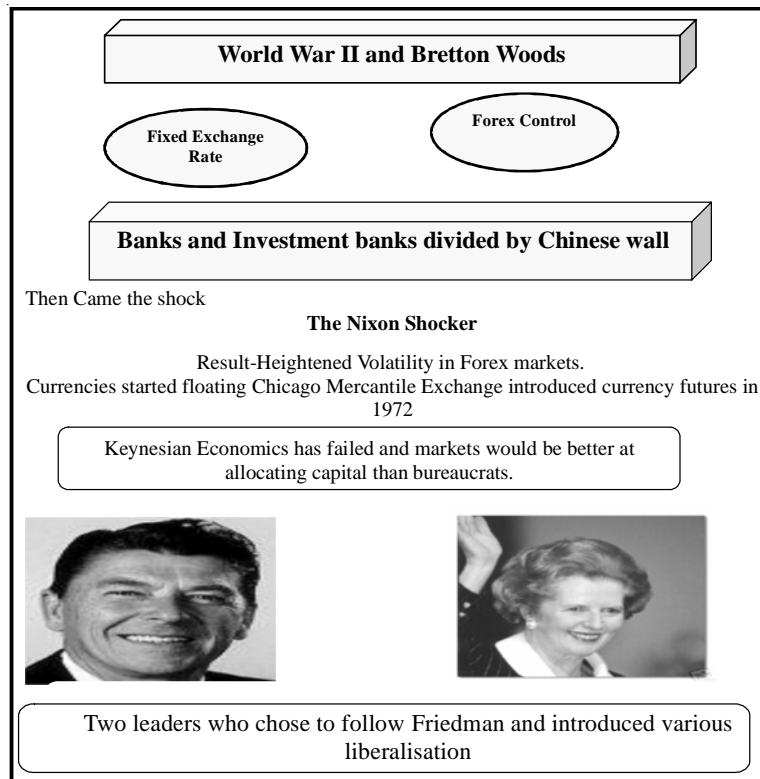 World War II and Bretton Woods
Fixed Exchange
Rate
Forex Control
Banks and Investment banks divided by Chinese wall
Then Came the shock
The Nixon Shocker
Result-Heightened Volatility in Forex markets.
Currencies started floating Chicago Mercantile Exchange introduced currency futures in
1972
Keynesian Economics has failed and markets would be better at
allocating capital than bureaucrats.
Two leaders who chose to follow Friedman and introduced various
liberalisation